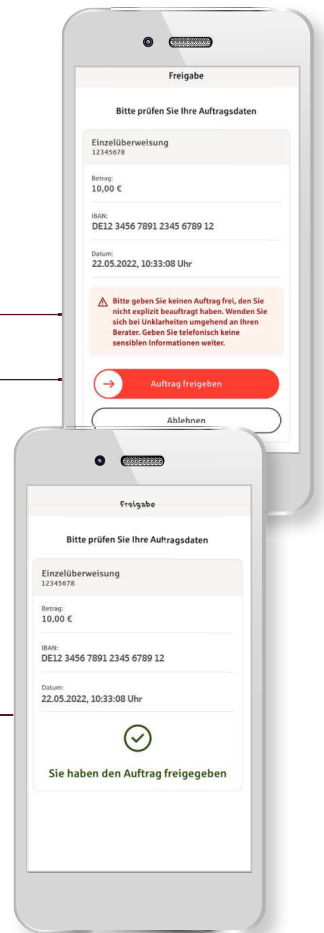 Freigabe
Bitte prüfen Sie Ihre Auftragsdaten
Einzelüberweisung
12345678
Betrag:
10,00 €
IBAN:
DE12 3456 7891 2345 6789 12
Datum:
22.05.2022, 10:33:08 Uhr
Bitte geben Sie keinen Auftrag frei, den Sie
nicht explizit beauftragt haben. Wenden Sie
sich bei Unklarheiten umgehend an Ihren
Berater. Geben Sie telefonisch keine
sensiblen Informationen weiter.
Auftrag freigeben
Ablehnen
Freigabe
Bitte prüfen Sie Ihre Auftragsdaten
Einzelüberweisung
12345678
Betrag:
10,00 €
IBAN:
DE12 3456 7891 2345 6789 12
Datum:
22.05.2022, 10:33:08 Uhr
Sie haben den Auftrag freigegeben